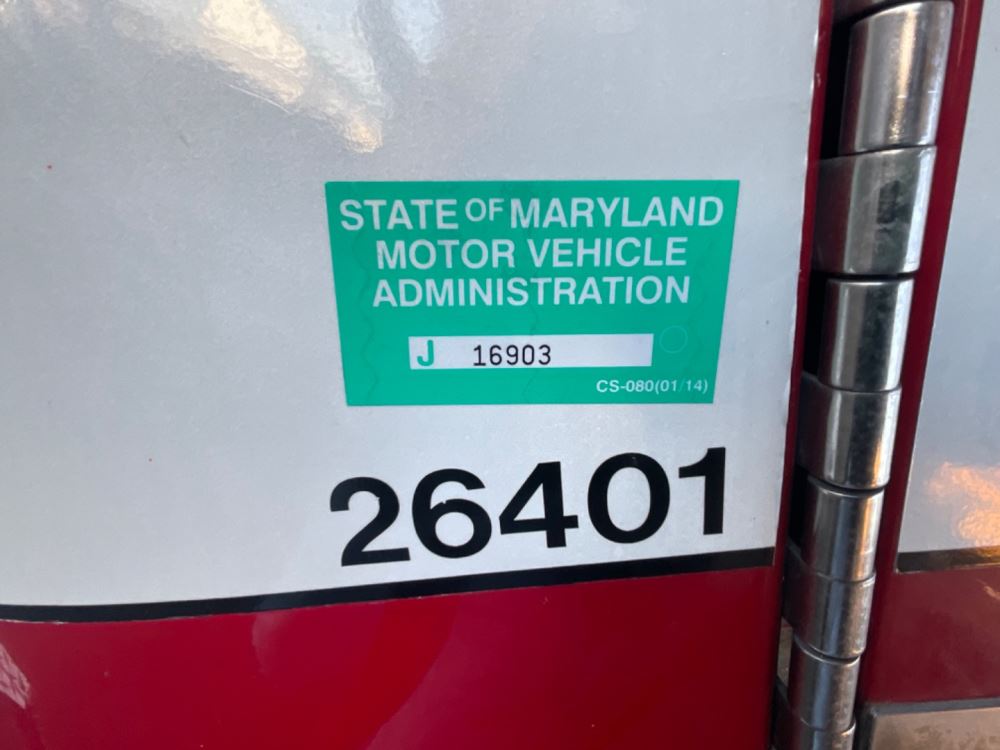 STATE OF MARYLAND
MOTOR VEHICLE
ADMINISTRATION
J 16903
CS-080(01/14)
26401